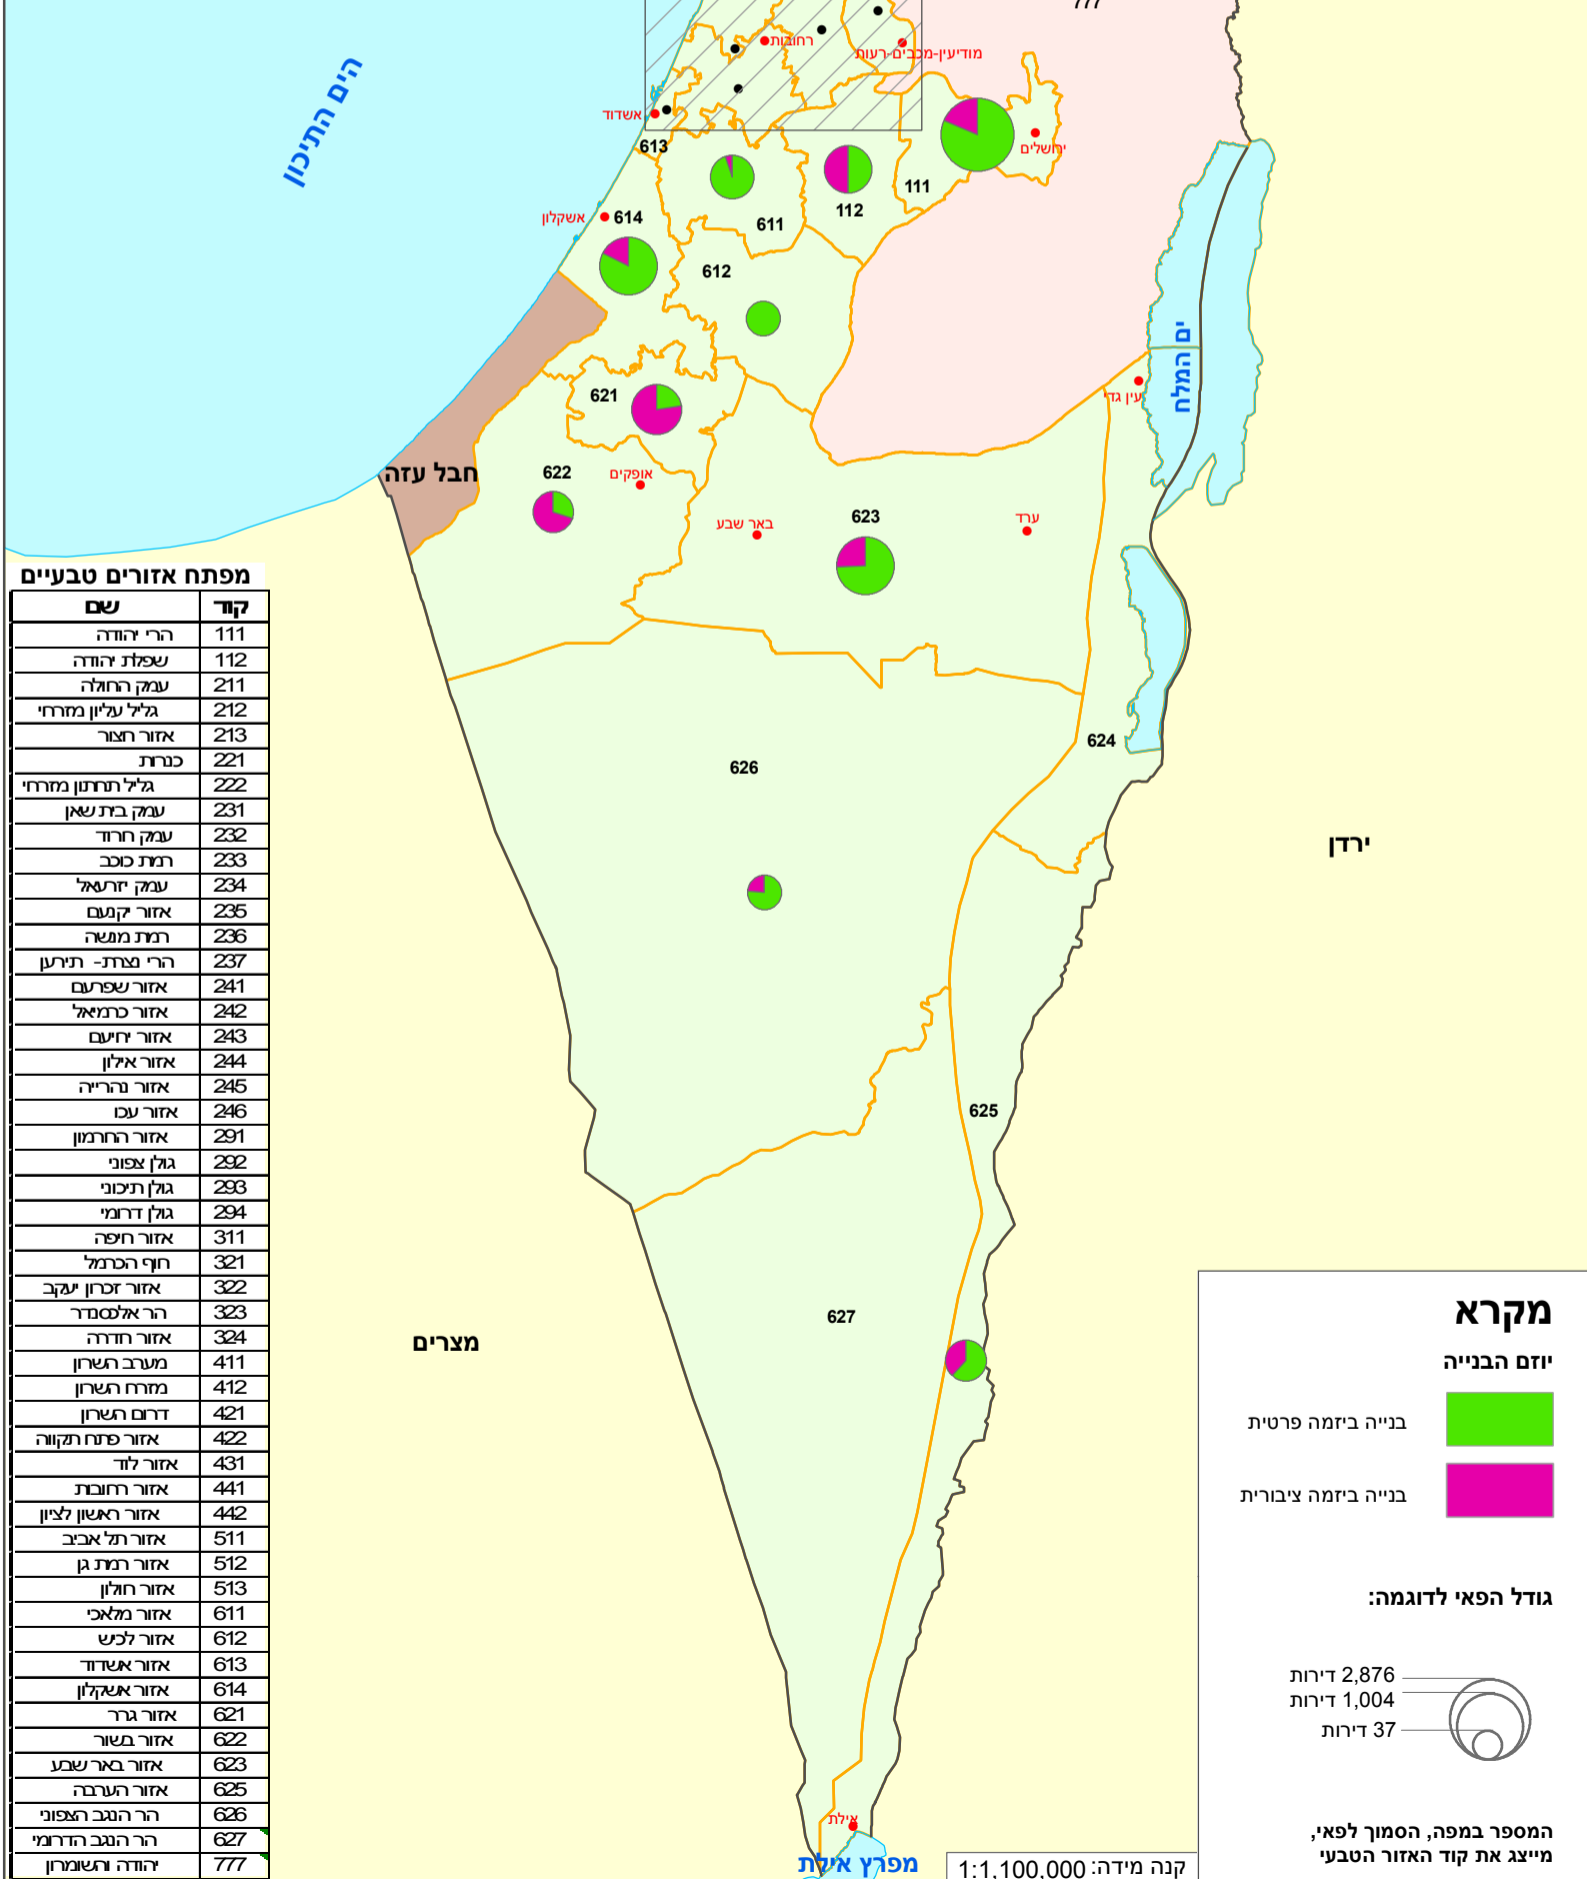 777
רחובות
מודיעין-מכבים-רעות
אשדוד
ירושלים
613
111
112
611
614
אשקלון
612
הים התיכון
ים המלח
עין גדי
621
622
אופקים
חבל עזה
623
באר שבע
ערד
624
626
ירדן
625
627
מצרים
אילת
מפרץ אילת
מפתח אזורים טבעיים
קוד שם
111 הרי יהודה
112 שפלת יהודה
211 עמק החולה
212 גליל עליון מזרחי
213 אזור חצור
221 כנרות
222 גליל תחתון מזרחי
231 עמק בית שאן
232 עמק חרוד
233 רמת כוכב
234 עמק יזרעאל
235 אזור יקנעם
236 רמת מנשה
237 הרי נצרת- תירען
241 אזור שפרעם
242 אזור כרמיאל
243 אזור יחיעם
244 אזור אילון
245 אזור נהרייה
246 אזור עכו
291 אזור החרמון
292 גולן צפוני
293 גולן תיכוני
294 גולן דרומי
311 אזור חיפה
321 חוף הכרמל
322 אזור זכרון יעקב
323 הר אלכסנדר
324 אזור חדרה
411 מערב השרון
412 מזרח השרון
421 דרום השרון
422 אזור פתח תקווה
431 אזור לוד
441 אזור רחובות
442 אזור ראשון לציון
511 אזור תל אביב
512 אזור רמת גן
513 אזור חולון
611 אזור מלאכי
612 אזור לכיש
613 אזור אשדוד
614 אזור אשקלון
621 אזור גרר
622 אזור בשור
623 אזור באר שבע
625 אזור הערבה
626 הר הנגב הצפוני
627 הר הנגב הדרומי
777 יהודה והשומרון
מקרא
יוזם הבנייה
בנייה ביזמה פרטית
בנייה ביזמה ציבורית
גודל הפאי לדוגמה:
2,876 דירות
1,004 דירות
37 דירות
המספר במפה, הסמוך לפאי,
מייצג את קוד האזור הטבעי
קנה מידה: 1:1,100,000